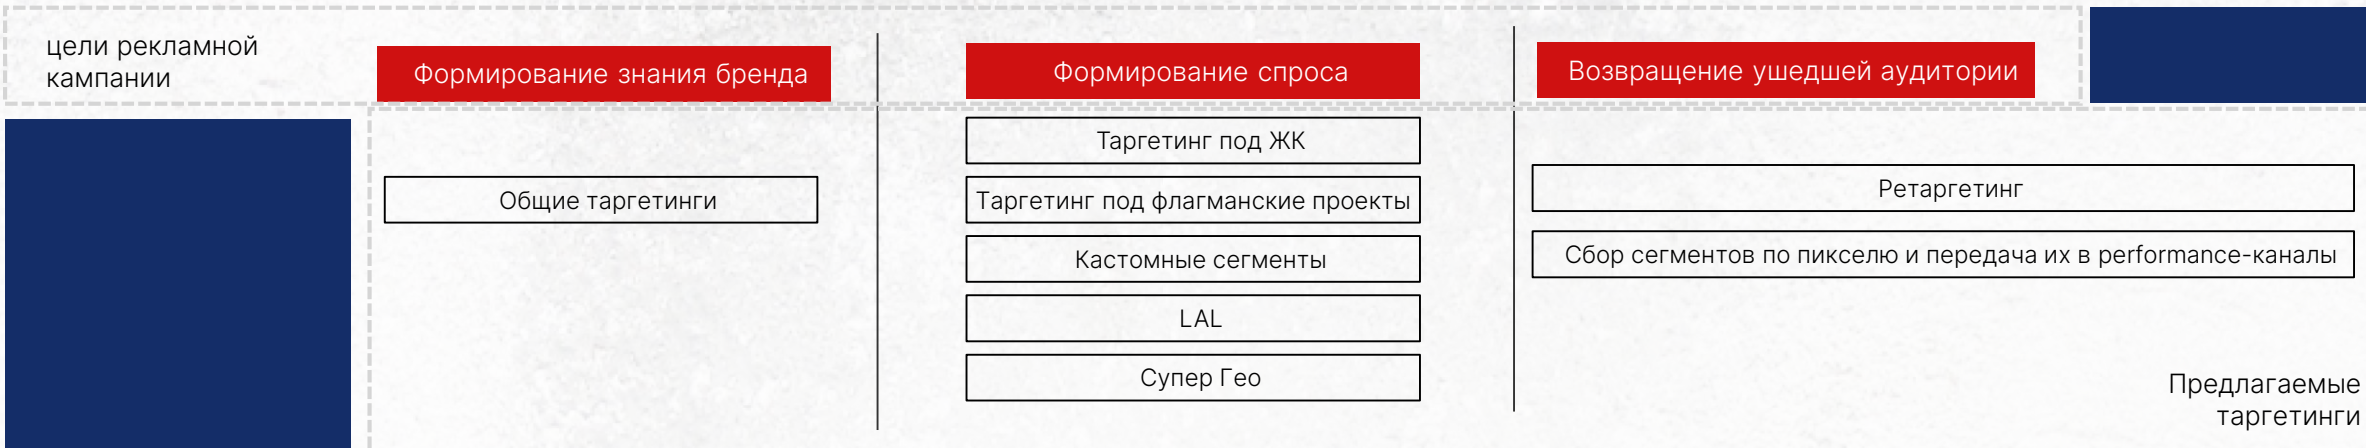 цели рекламной
кампании
Формирование знания бренда
Формирование спроса
Возвращение ушедшей аудитории
Общие таргетинги
Таргетинг под ЖК
Таргетинг под флагманские проекты
Кастомные сегменты
LAL
Супер Гео
Ретаргетинг
Сбор сегментов по пикселю и передача их в performance-каналы
Предлагаемые
таргетинги